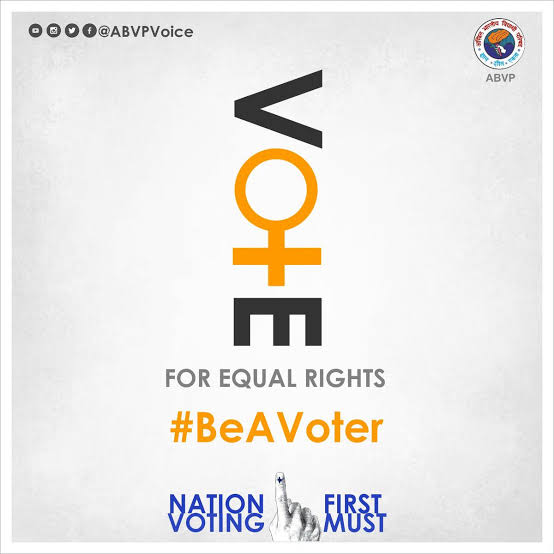 @ABVPVoice
ABVP
VOTE
FOR EQUAL RIGHTS
#BeAVoter
NATION FIRST
VOTING MUST